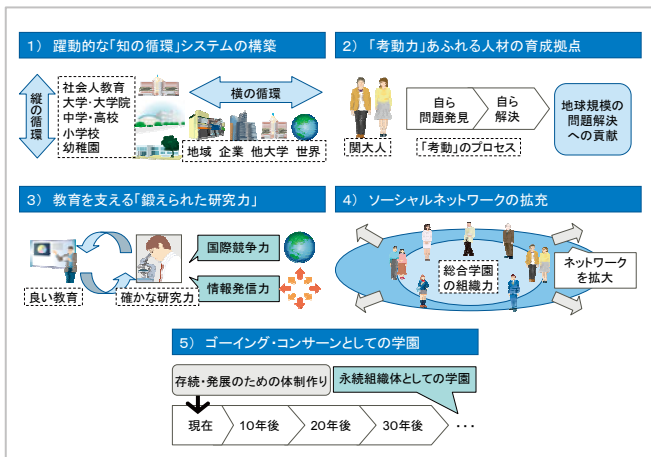 1） 躍動的な「知の循環」システムの構築
縦の循環
社会人教育
大学・大学院
中学・高校
小学校
幼稚園
横の循環
地域 企業 他大学 世界
2）「考動力」あふれる人材の育成拠点
関大人
自ら
問題発見
自ら
解決
「考動」のプロセス
地球規模の
問題解決
への貢献
3） 教育を支える「鍛えられた研究力」
良い教育
確かな研究力
国際競争力
情報発信力
4） ソーシャルネットワークの拡充
総合学園
の組織力
ネットワーク
を拡大
5） ゴーイング・コンサーンとしての学園
存続・発展のための体制作り
永続組織体としての学園
現在
10年後
20年後
30年後
・・・